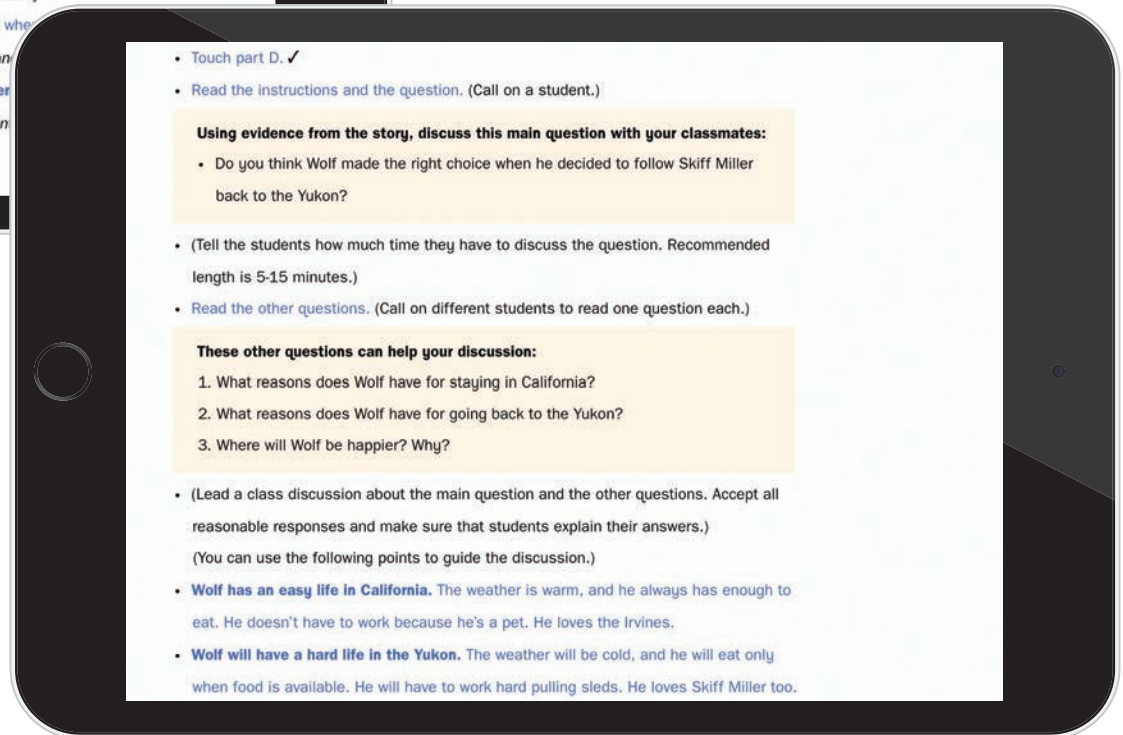 whe
• Touch part D. ✓
• Read the instructions and the question. (Call on a student.)
Using evidence from the story, discuss this main question with your classmates:
• Do you think Wolf made the right choice when he decided to follow Skiff Miller
back to the Yukon?
• (Tell the students how much time they have to discuss the question. Recommended
length is 5-15 minutes.)
• Read the other questions. (Call on different students to read one question each.)
These other questions can help your discussion:
1. What reasons does Wolf have for staying in California?
2. What reasons does Wolf have for going back to the Yukon?
3. Where will Wolf be happier? Why?
• (Lead a class discussion about the main question and the other questions. Accept all
reasonable responses and make sure that students explain their answers.)
(You can use the following points to guide the discussion.)
• Wolf has an easy life in California. The weather is warm, and he always has enough to
eat. He doesn't have to work because he's a pet. He loves the Irvines.
• Wolf will have a hard life in the Yukon. The weather will be cold, and he will eat only
when food is available. He will have to work hard pulling sleds. He loves Skiff Miller too.